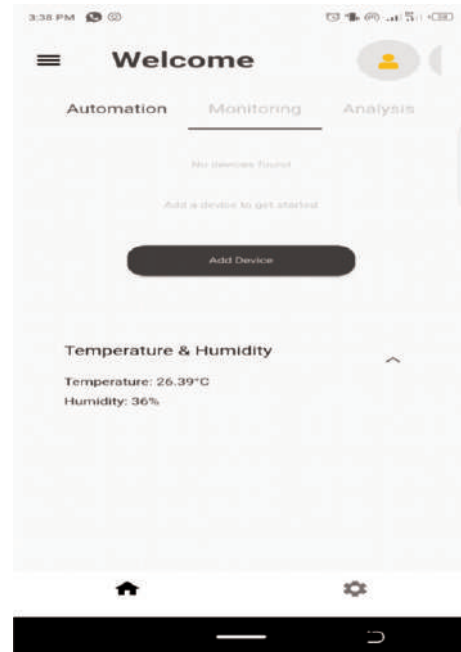 3:38 PM
Welcome
Automation Monitoring Analysis
No devices found
Add a device to get started
Add Device
Temperature & Humidity
Temperature: 26.39°C
Humidity: 36%